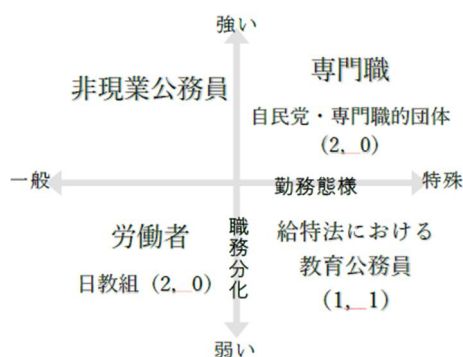 強い
専門職
非現業公務員
自民党・専門職的団体
(2, 0)
一般
勤務態様
特殊
労働者
職務分化
給特法における
教育公務員
日教組 (2, 0)
(1, 1)
弱い